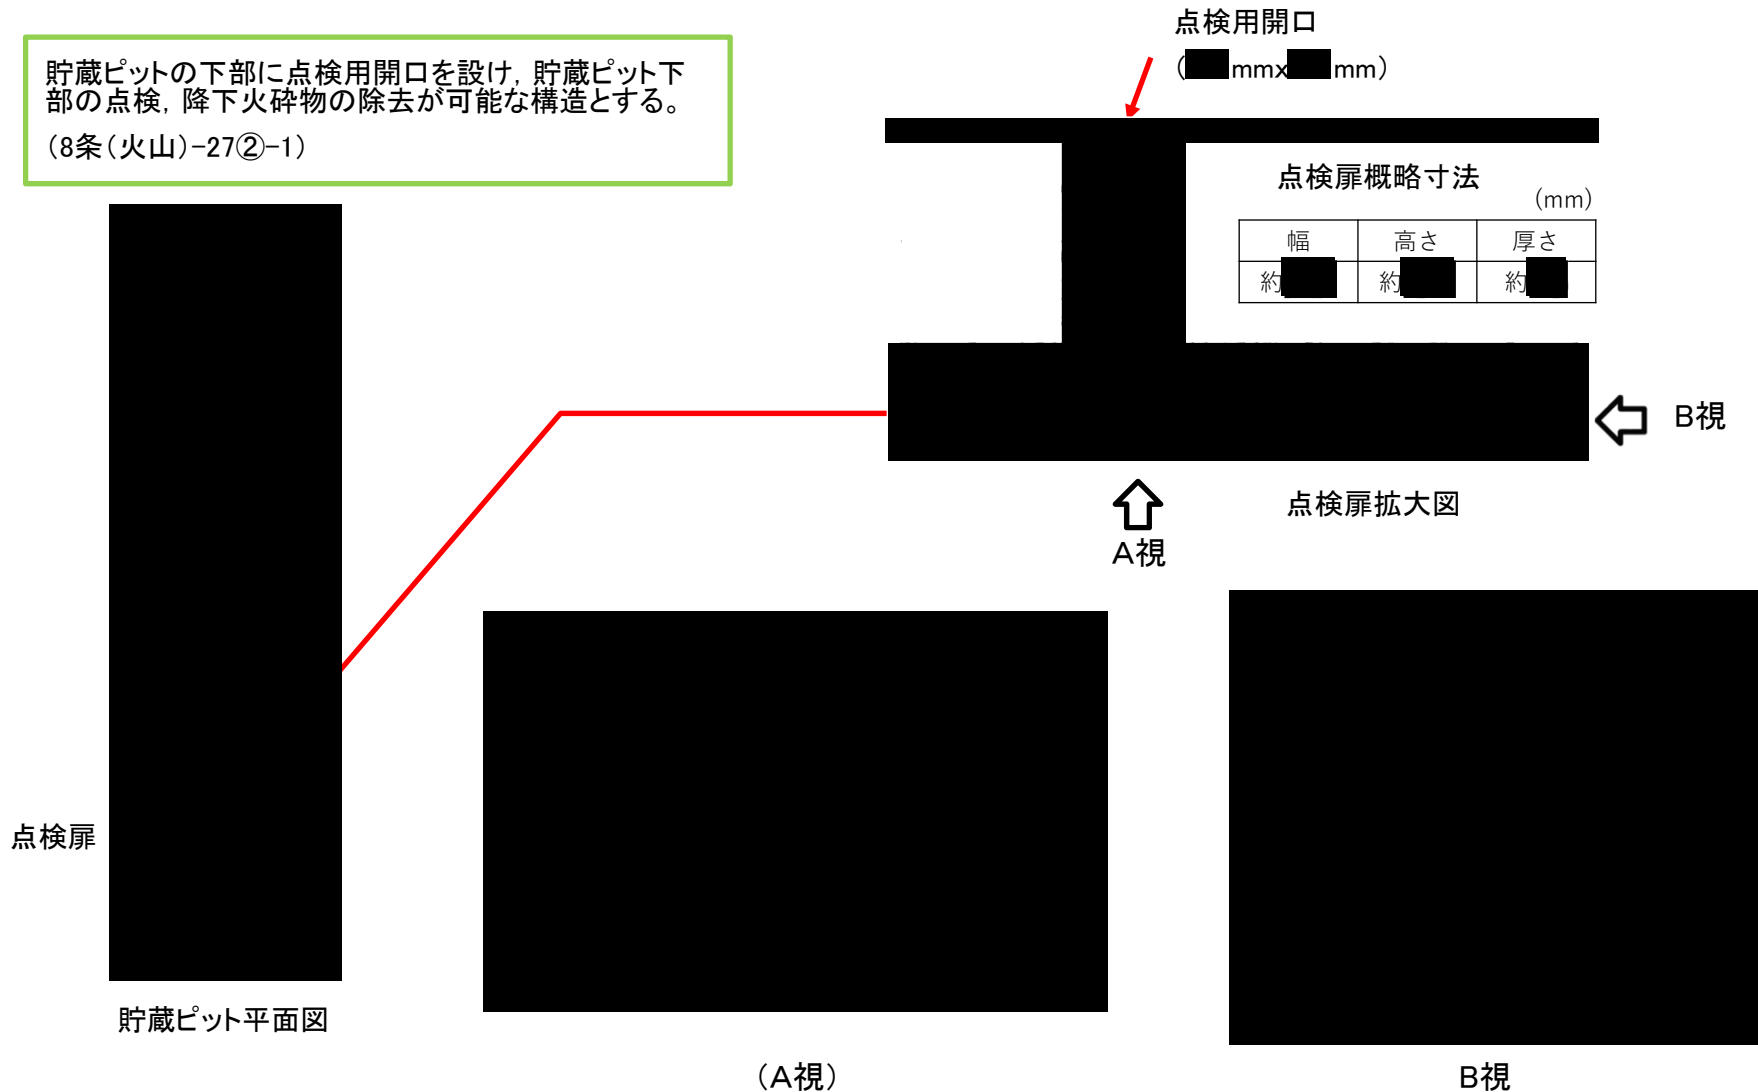 貯蔵ピットの下部に点検用開口を設け，貯蔵ピット下
部の点検，降下火砕物の除去が可能な構造とする。
（8条（火山）-27②-1）
点検用開口
（ mmx mm）
点検扉概略寸法
（mm）
幅 高さ 厚さ
約 約 約
B視
点検扉拡大図
A視
点検扉
貯蔵ピット平面図
（A視）
B視